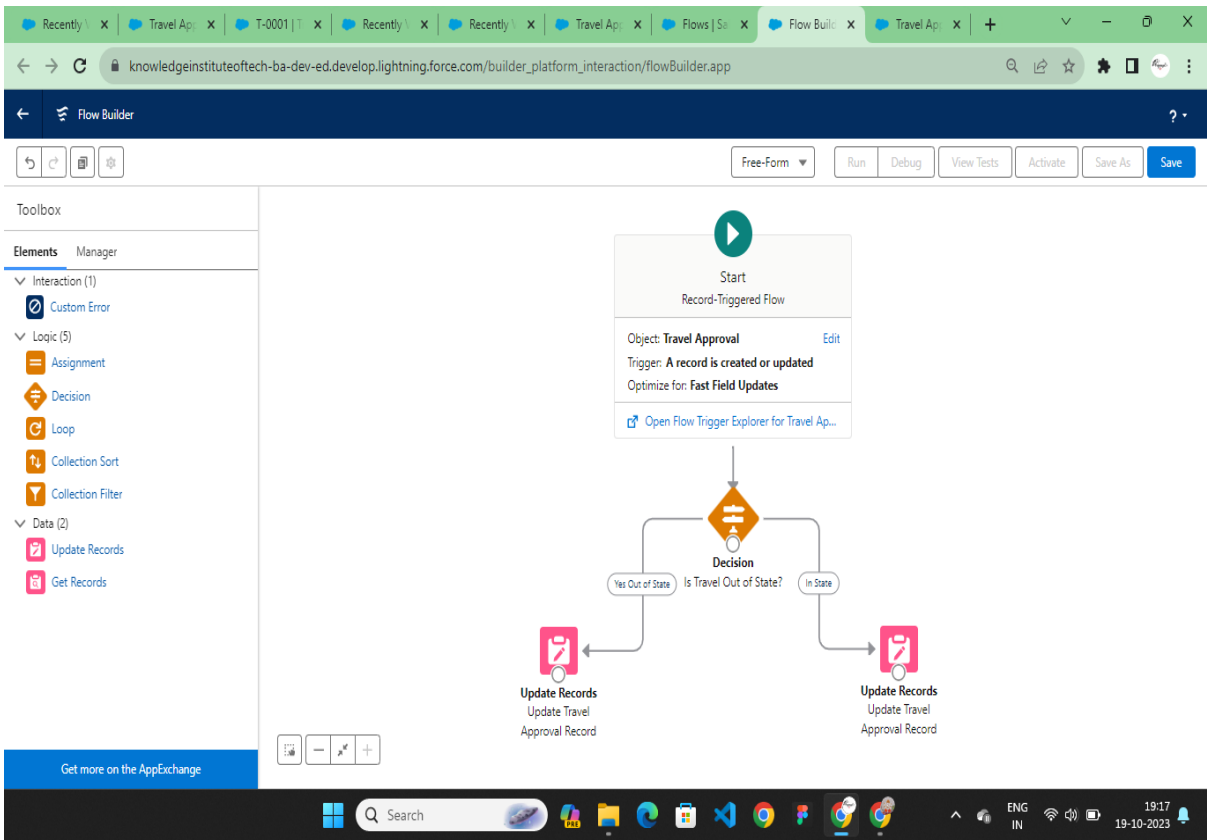 Recently \ Travel App T-0001 | T Recently \ Recently \ Travel App Flows | Sa Flow Build Travel App
knowledgeinstituteoftech-ba-dev-ed.develop.lightning.force.com/builder_platform_interaction/flowBuilder.app
Flow Builder
?
Free-Form Run Debug View Tests Activate Save As Save
Toolbox
Elements Manager
Interaction (1)
Custom Error
Logic (5)
Assignment
Decision
Loop
Collection Sort
Collection Filter
Data (2)
Update Records
Get Records
Get more on the AppExchange
Start
Record-Triggered Flow
Object: Travel Approval Edit
Trigger: A record is created or updated
Optimize for: Fast Field Updates
Open Flow Trigger Explorer for Travel Ap...
Decision
Yes Out of State Is Travel Out of State? In State
Update Records
Update Travel
Approval Record
Update Records
Update Travel
Approval Record
Search
PRE
ENG
IN
19:17
19-10-2023